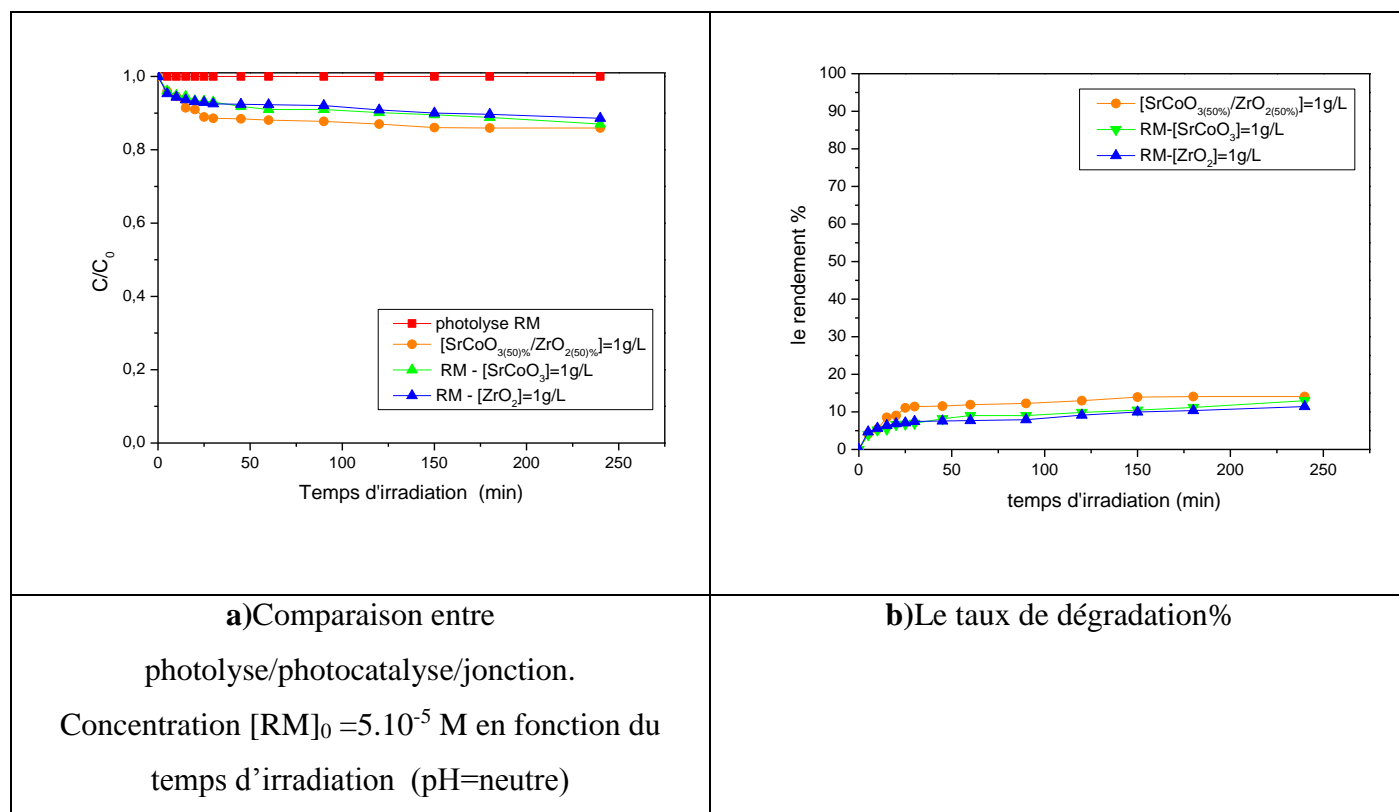 1,0
0,8
0,6
0,4
0,2
0,0
C/C0
0 50 100 150 200 250
Temps d'irradiation (min)
photolyse RM
[SrCoO3(50)%/ZrO2(50)%]=1g/L
RM - [SrCoO3]=1g/L
RM - [ZrO2]=1g/L
100
90
80
70
60
50
40
30
20
10
0
le rendement %
0 50 100 150 200 250
temps d'irradiation (min)
[SrCoO3(50%)/ZrO2(50%)]=1g/L
RM-[SrCoO3]=1g/L
RM-[ZrO2]=1g/L
a)Comparaison entre
photolyse/photocatalyse/jonction.
Concentration [RM]0 =5.10-5 M en fonction du
temps d’irradiation (pH=neutre)
b)Le taux de dégradation%